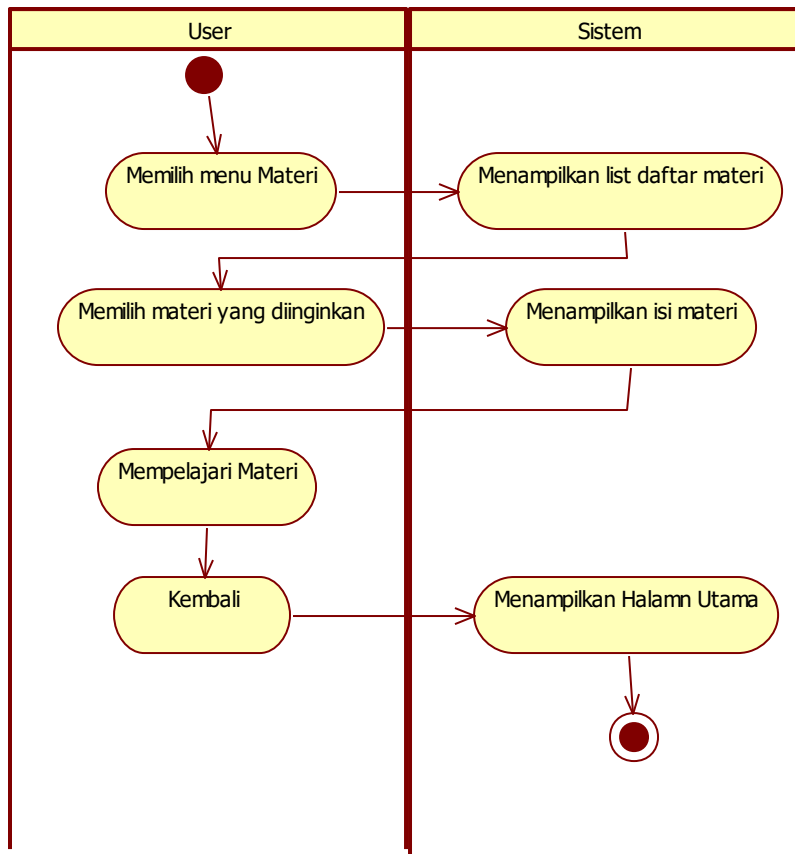 User
Sistem
Memilih menu Materi
Menampilkan list daftar materi
Memilih materi yang diinginkan
Menampilkan isi materi
Mempelajari Materi
Kembali
Menampilkan Halamn Utama